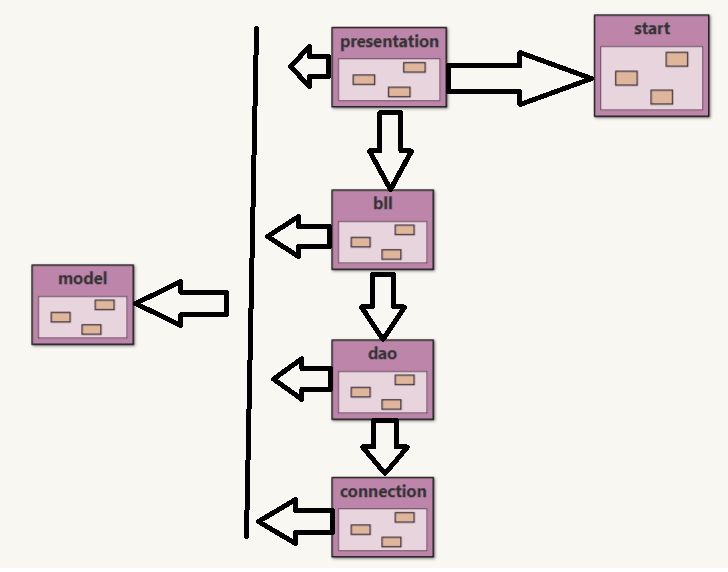 presentation
start
bll
model
dao
connection